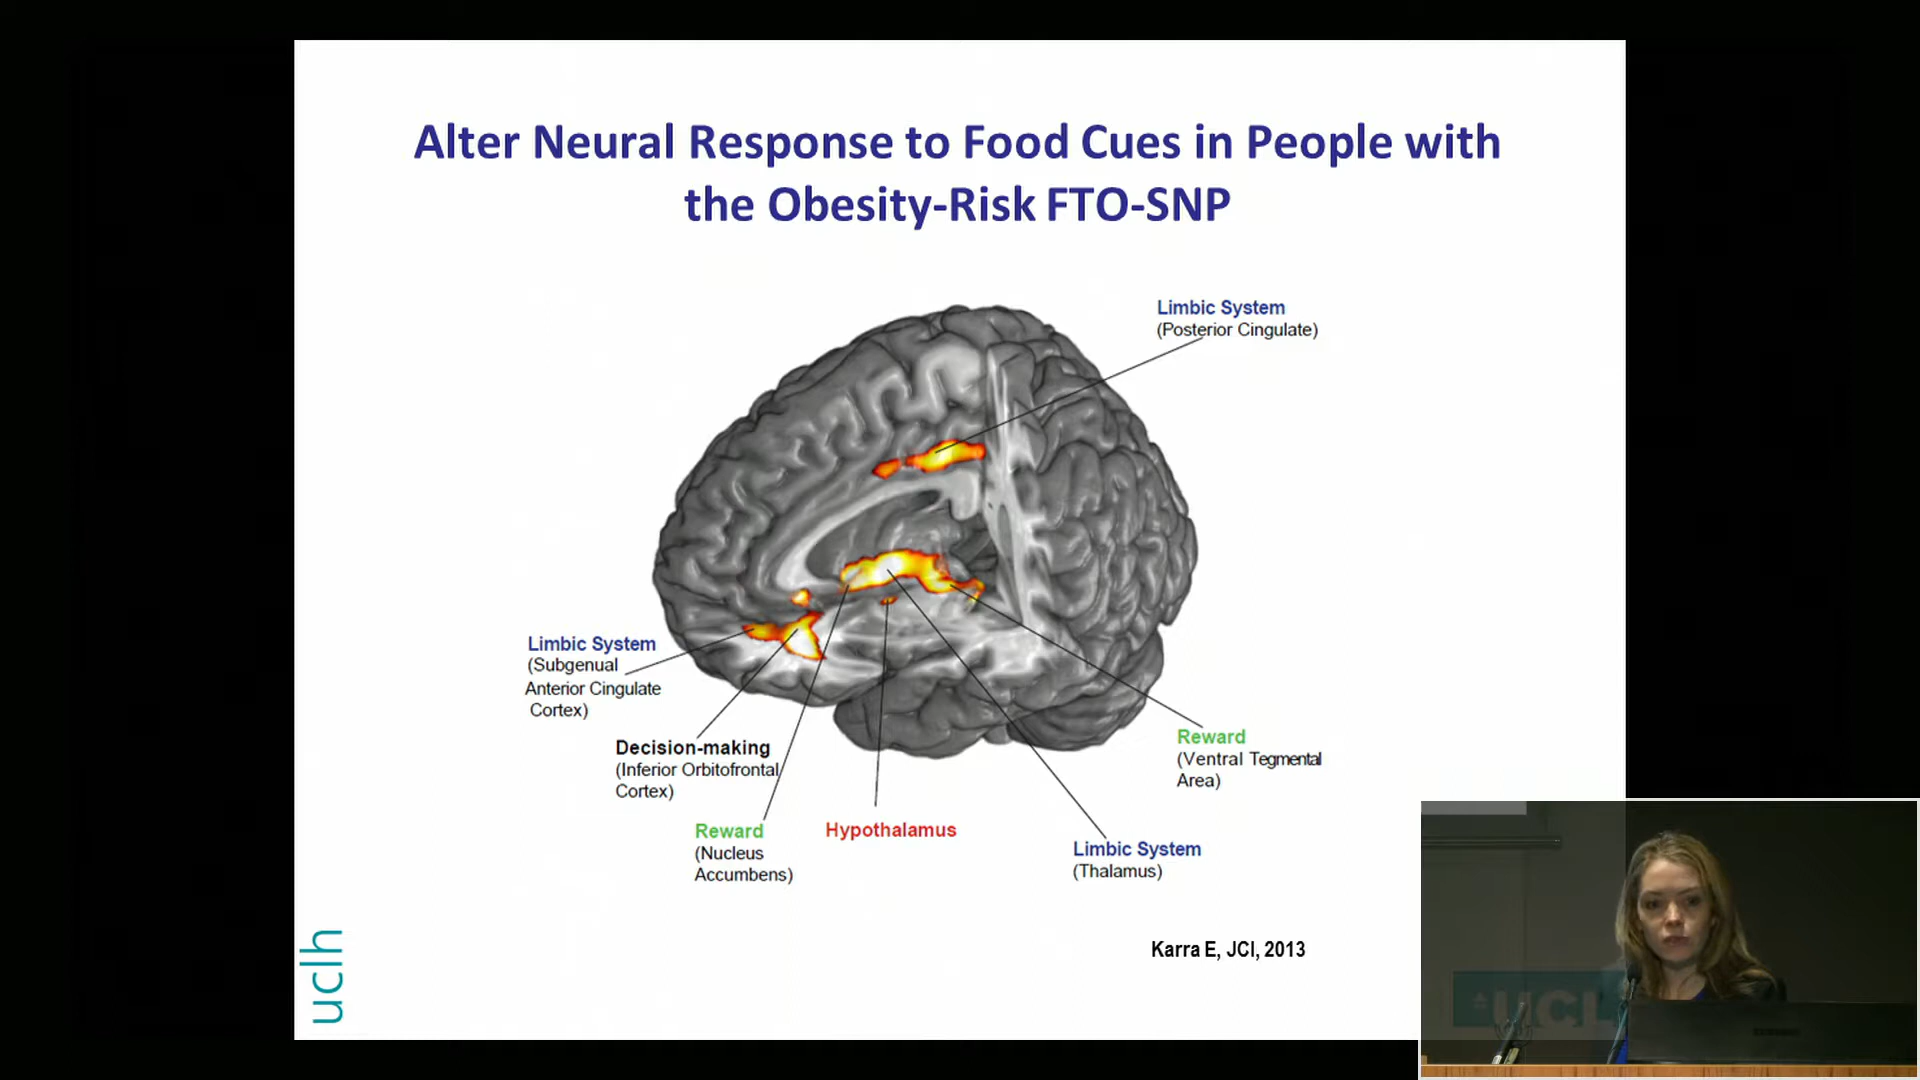 Alter Neural Response to Food Cues in People with
the Obesity-Risk FTO-SNP
Limbic System
(Posterior Cingulate)
Limbic System
(Subgenual
Anterior Cingulate
Cortex)
Decision-making
(Inferior Orbitofrontal
Cortex)
Reward
(Nucleus
Accumbens)
Hypothalamus
Limbic System
(Thalamus)
Reward
(Ventral Tegmental
Area)
Karra E, JCI, 2013
uclh
UCL